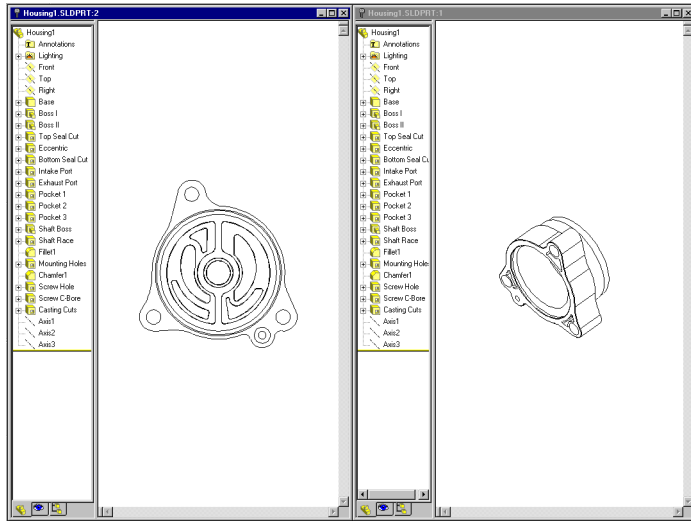 Housing1.SLDPRT:2
Housing1
Annotations
Lighting
Front
Top
Right
Base
Boss I
Boss II
Top Seal Cut
Eccentric
Bottom Seal Cut
Intake Port
Exhaust Port
Pocket 1
Pocket 2
Pocket 3
Shaft Boss
Shaft Race
Fillet1
Mounting Holes
Chamfer1
Screw Hole
Screw C-Bore
Casting Cuts
Axis1
Axis2
Axis3
Housing1.SLDPRT:1
Housing1
Annotations
Lighting
Front
Top
Right
Base
Boss I
Boss II
Top Seal Cut
Eccentric
Bottom Seal Cu
Intake Port
Exhaust Port
Pocket 1
Pocket 2
Pocket 3
Shaft Boss
Shaft Race
Fillet1
Mounting Holes
Chamfer1
Screw Hole
Screw C-Bore
Casting Cuts
Axis1
Axis2
Axis3